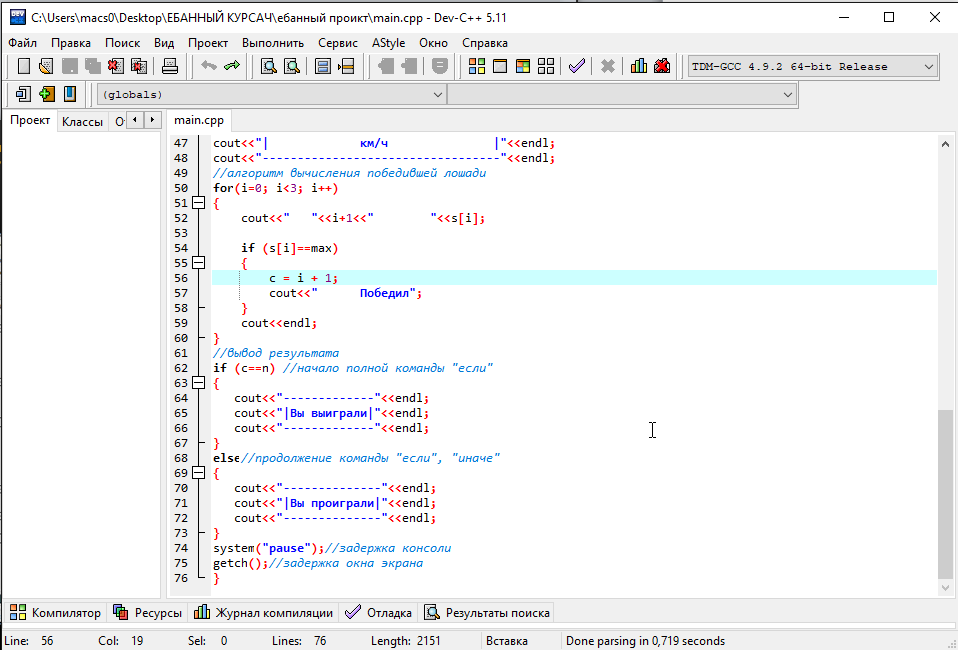 C:\Users\macs0\Desktop\ЕБАННЫЙ КУРСАЧ\ебанный проикт\main.cpp - Dev-C++ 5.11
Файл Правка Поиск Вид Проект Выполнить Сервис AStyle Окно Справка
TDM-GCC 4.9.2 64-bit Release
(globals)
Проект Классы О
main.cpp
47 cout<<"|             км/ч               |"<<endl;
48 cout<<"----------------------------------"<<endl;
49 //алгоритм вычисления победившей лошади
50 for(i=0; i<3; i++)
51 {
52     cout<<"   "<<i+1<<"        "<<s[i];
53
54     if (s[i]==max)
55     {
56         c = i + 1;
57         cout<<"      Победил";
58     }
59     cout<<endl;
60 }
61 //вывод результата
62 if (c==n) //начало полной команды "если"
63 {
64    cout<<"-------------"<<endl;
65    cout<<"|Вы выиграли|"<<endl;
66    cout<<"-------------"<<endl;
67 }
68 else//продолжение команды "если", "иначе"
69 {
70    cout<<"--------------"<<endl;
71    cout<<"|Вы проиграли|"<<endl;
72    cout<<"--------------"<<endl;
73 }
74 system("pause");//задержка консоли
75 getch();//задержка окна экрана
76 }
Компилятор Ресурсы Журнал компиляции Отладка Результаты поиска
Line: 56 Col: 19 Sel: 0 Lines: 76 Length: 2151 Вставка Done parsing in 0,719 seconds